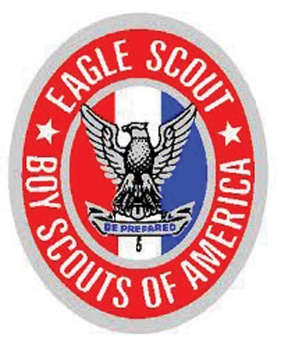 EAGLE SCOUT
BE PREPARED
BOY SCOUTS OF AMERICA